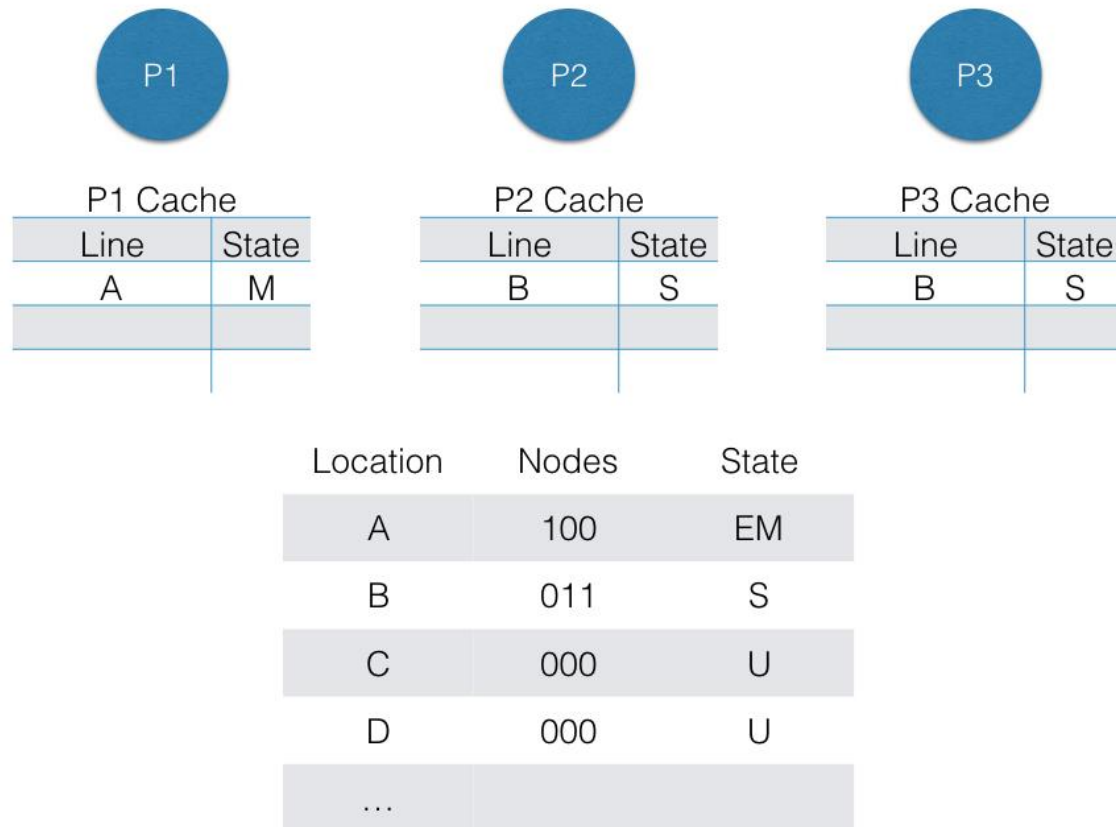 P1 P2 P3
P1 Cache P2 Cache P3 Cache
Line State Line State Line State
A M B S B S
Location Nodes State
A 100 EM
B 011 S
C 000 U
D 000 U
...